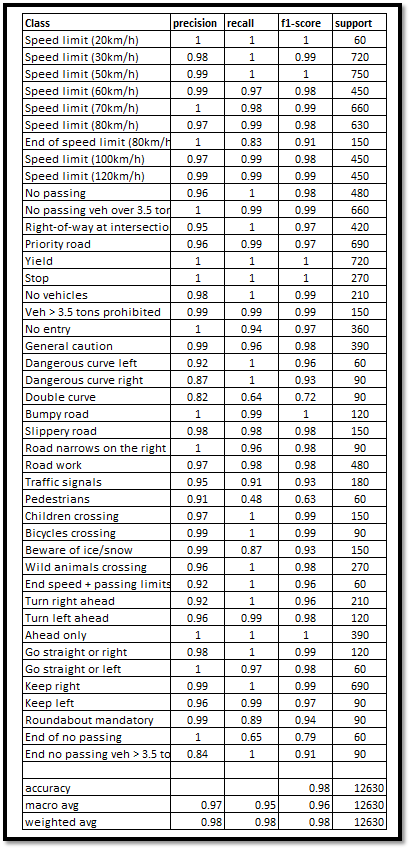 Class precision recall f1-score support
Speed limit (20km/h) 1 1 1 60
Speed limit (30km/h) 0.98 1 0.99 720
Speed limit (50km/h) 0.99 1 1 750
Speed limit (60km/h) 0.99 0.97 0.98 450
Speed limit (70km/h) 1 0.98 0.99 660
Speed limit (80km/h) 0.97 0.99 0.98 630
End of speed limit (80km/h 1 0.83 0.91 150
Speed limit (100km/h) 0.97 0.99 0.98 450
Speed limit (120km/h) 0.99 0.99 0.99 450
No passing 0.96 1 0.98 480
No passing veh over 3.5 tor 1 0.99 0.99 660
Right-of-way at intersectio 0.95 1 0.97 420
Priority road 0.96 0.99 0.97 690
Yield 1 1 1 720
Stop 1 1 1 270
No vehicles 0.98 1 0.99 210
Veh > 3.5 tons prohibited 0.99 0.99 0.99 150
No entry 1 0.94 0.97 360
General caution 0.99 0.96 0.98 390
Dangerous curve left 0.92 1 0.96 60
Dangerous curve right 0.87 1 0.93 90
Double curve 0.82 0.64 0.72 90
Bumpy road 1 0.99 1 120
Slippery road 0.98 0.98 0.98 150
Road narrows on the right 1 0.96 0.98 90
Road work 0.97 0.98 0.98 480
Traffic signals 0.95 0.91 0.93 180
Pedestrians 0.91 0.48 0.63 60
Children crossing 0.97 1 0.99 150
Bicycles crossing 0.99 1 0.99 90
Beware of ice/snow 0.99 0.87 0.93 150
Wild animals crossing 0.96 1 0.98 270
End speed + passing limits 0.92 1 0.96 60
Turn right ahead 0.92 1 0.96 210
Turn left ahead 0.96 0.99 0.98 120
Ahead only 1 1 1 390
Go straight or right 0.98 1 0.99 120
Go straight or left 1 0.97 0.98 60
Keep right 0.99 1 0.99 690
Keep left 0.96 0.99 0.97 90
Roundabout mandatory 0.99 0.89 0.94 90
End of no passing 1 0.65 0.79 60
End no passing veh > 3.5 to 0.84 1 0.91 90
accuracy 0.98 12630
macro avg 0.97 0.95 0.96 12630
weighted avg 0.98 0.98 0.98 12630